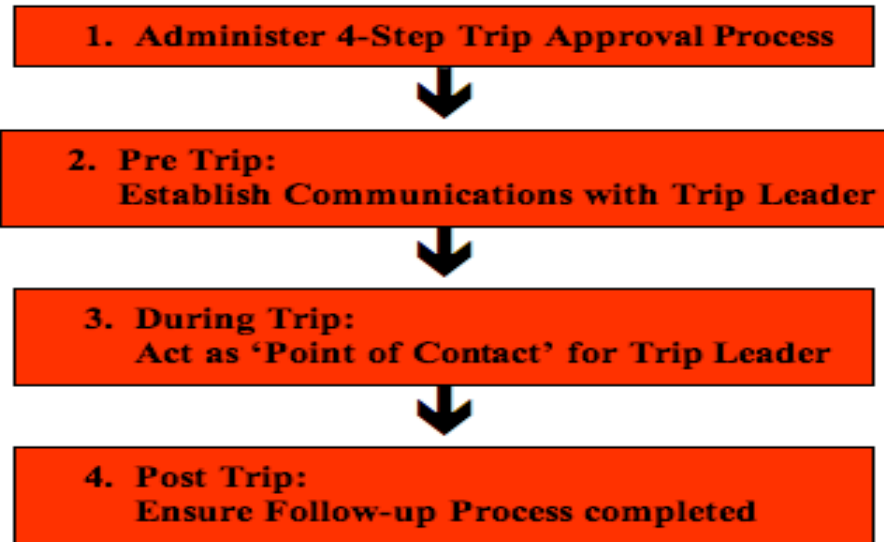 1. Administer 4-Step Trip Approval Process
2. Pre Trip:
Establish Communications with Trip Leader
3. During Trip:
Act as ‘Point of Contact’ for Trip Leader
4. Post Trip:
Ensure Follow-up Process completed